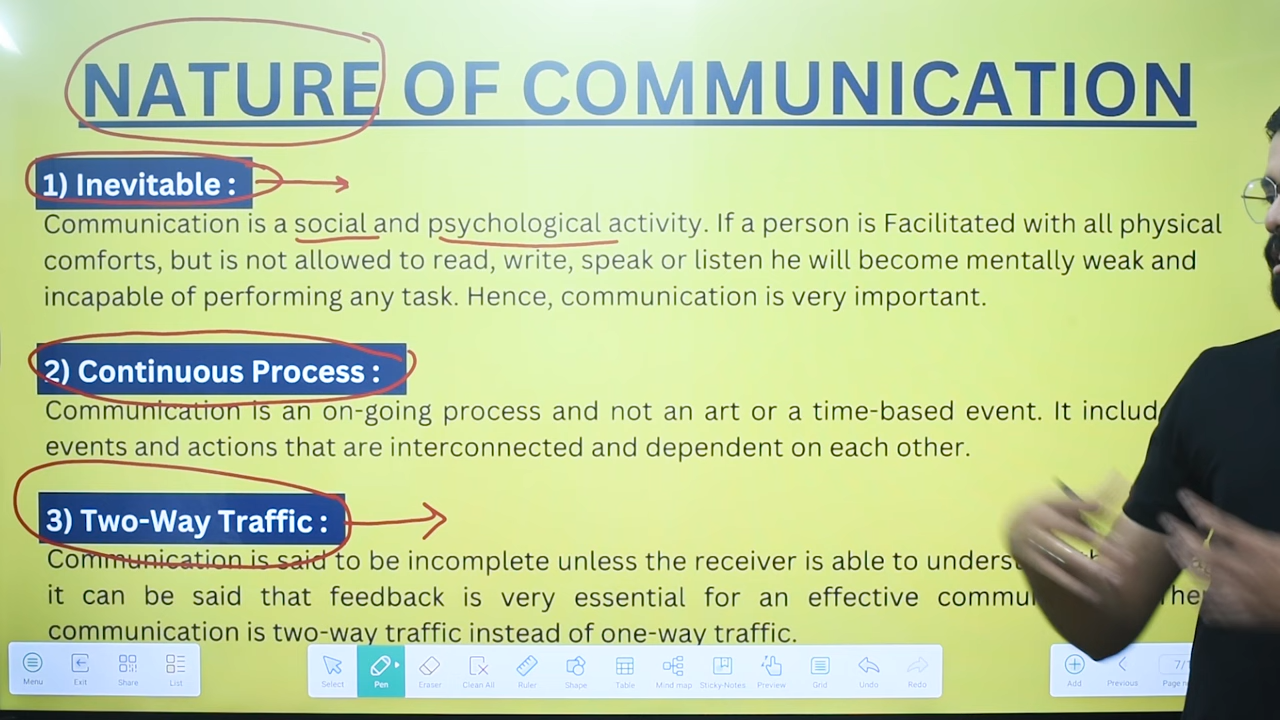 NATURE OF COMMUNICATION
1) Inevitable :
Communication is a social and psychological activity. If a person is Facilitated with all physical
comforts, but is not allowed to read, write, speak or listen he will become mentally weak and
incapable of performing any task. Hence, communication is very important.
2) Continuous Process :
Communication is an on-going process and not an art or a time-based event. It includ
events and actions that are interconnected and dependent on each other.
3) Two-Way Traffic :
Communication is said to be incomplete unless the receiver is able to underst
it can be said that feedback is very essential for an effective commu
communication is two-way traffic instead of one-way traffic.
Menu Exit Share List Select Pen Eraser Clean All Ruler Shape Table Mind map Sticky-Notes Preview Grid Undo Redo Add Previous Page 7/1